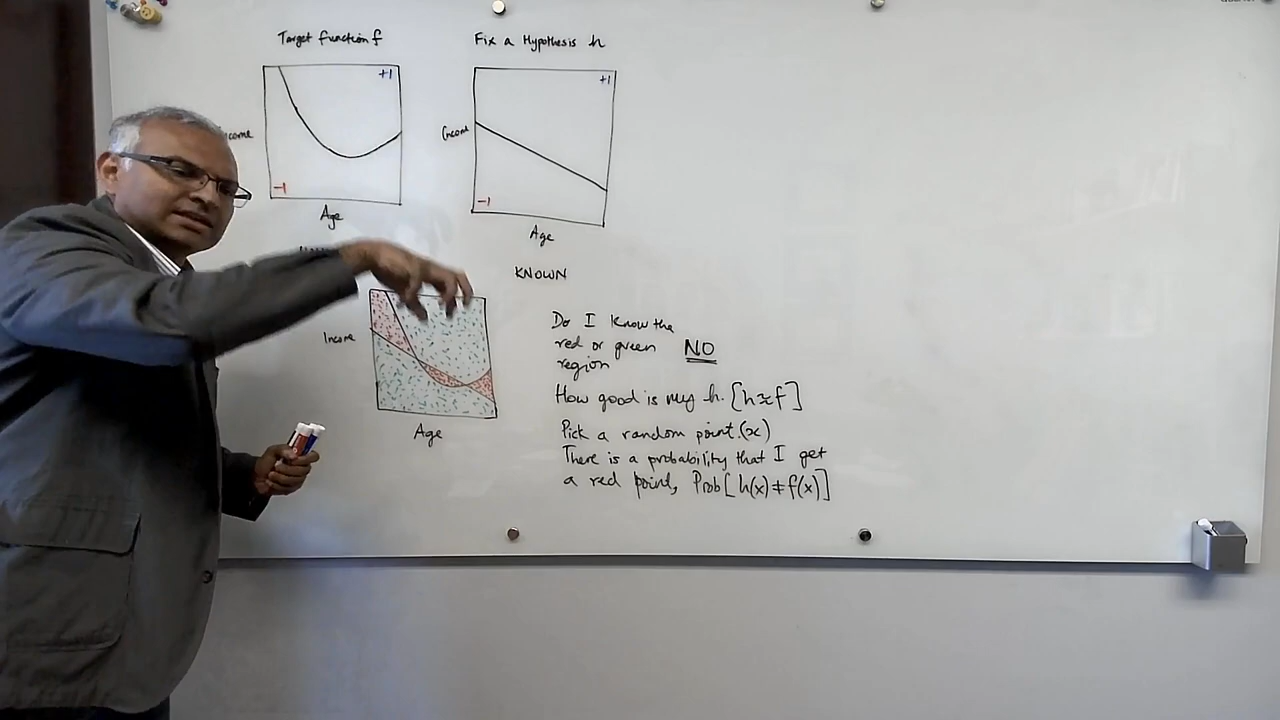 Target function f
Fix a Hypothesis h
+1
+1
Income
-1
-1
Age
Age
KNOWN
Income
Age
Do I know the
red or green NO
region
How good is my h. [h≈f]
Pick a random point.(x)
There is a probability that I get
a red point, Prob[h(x)≠f(x)]